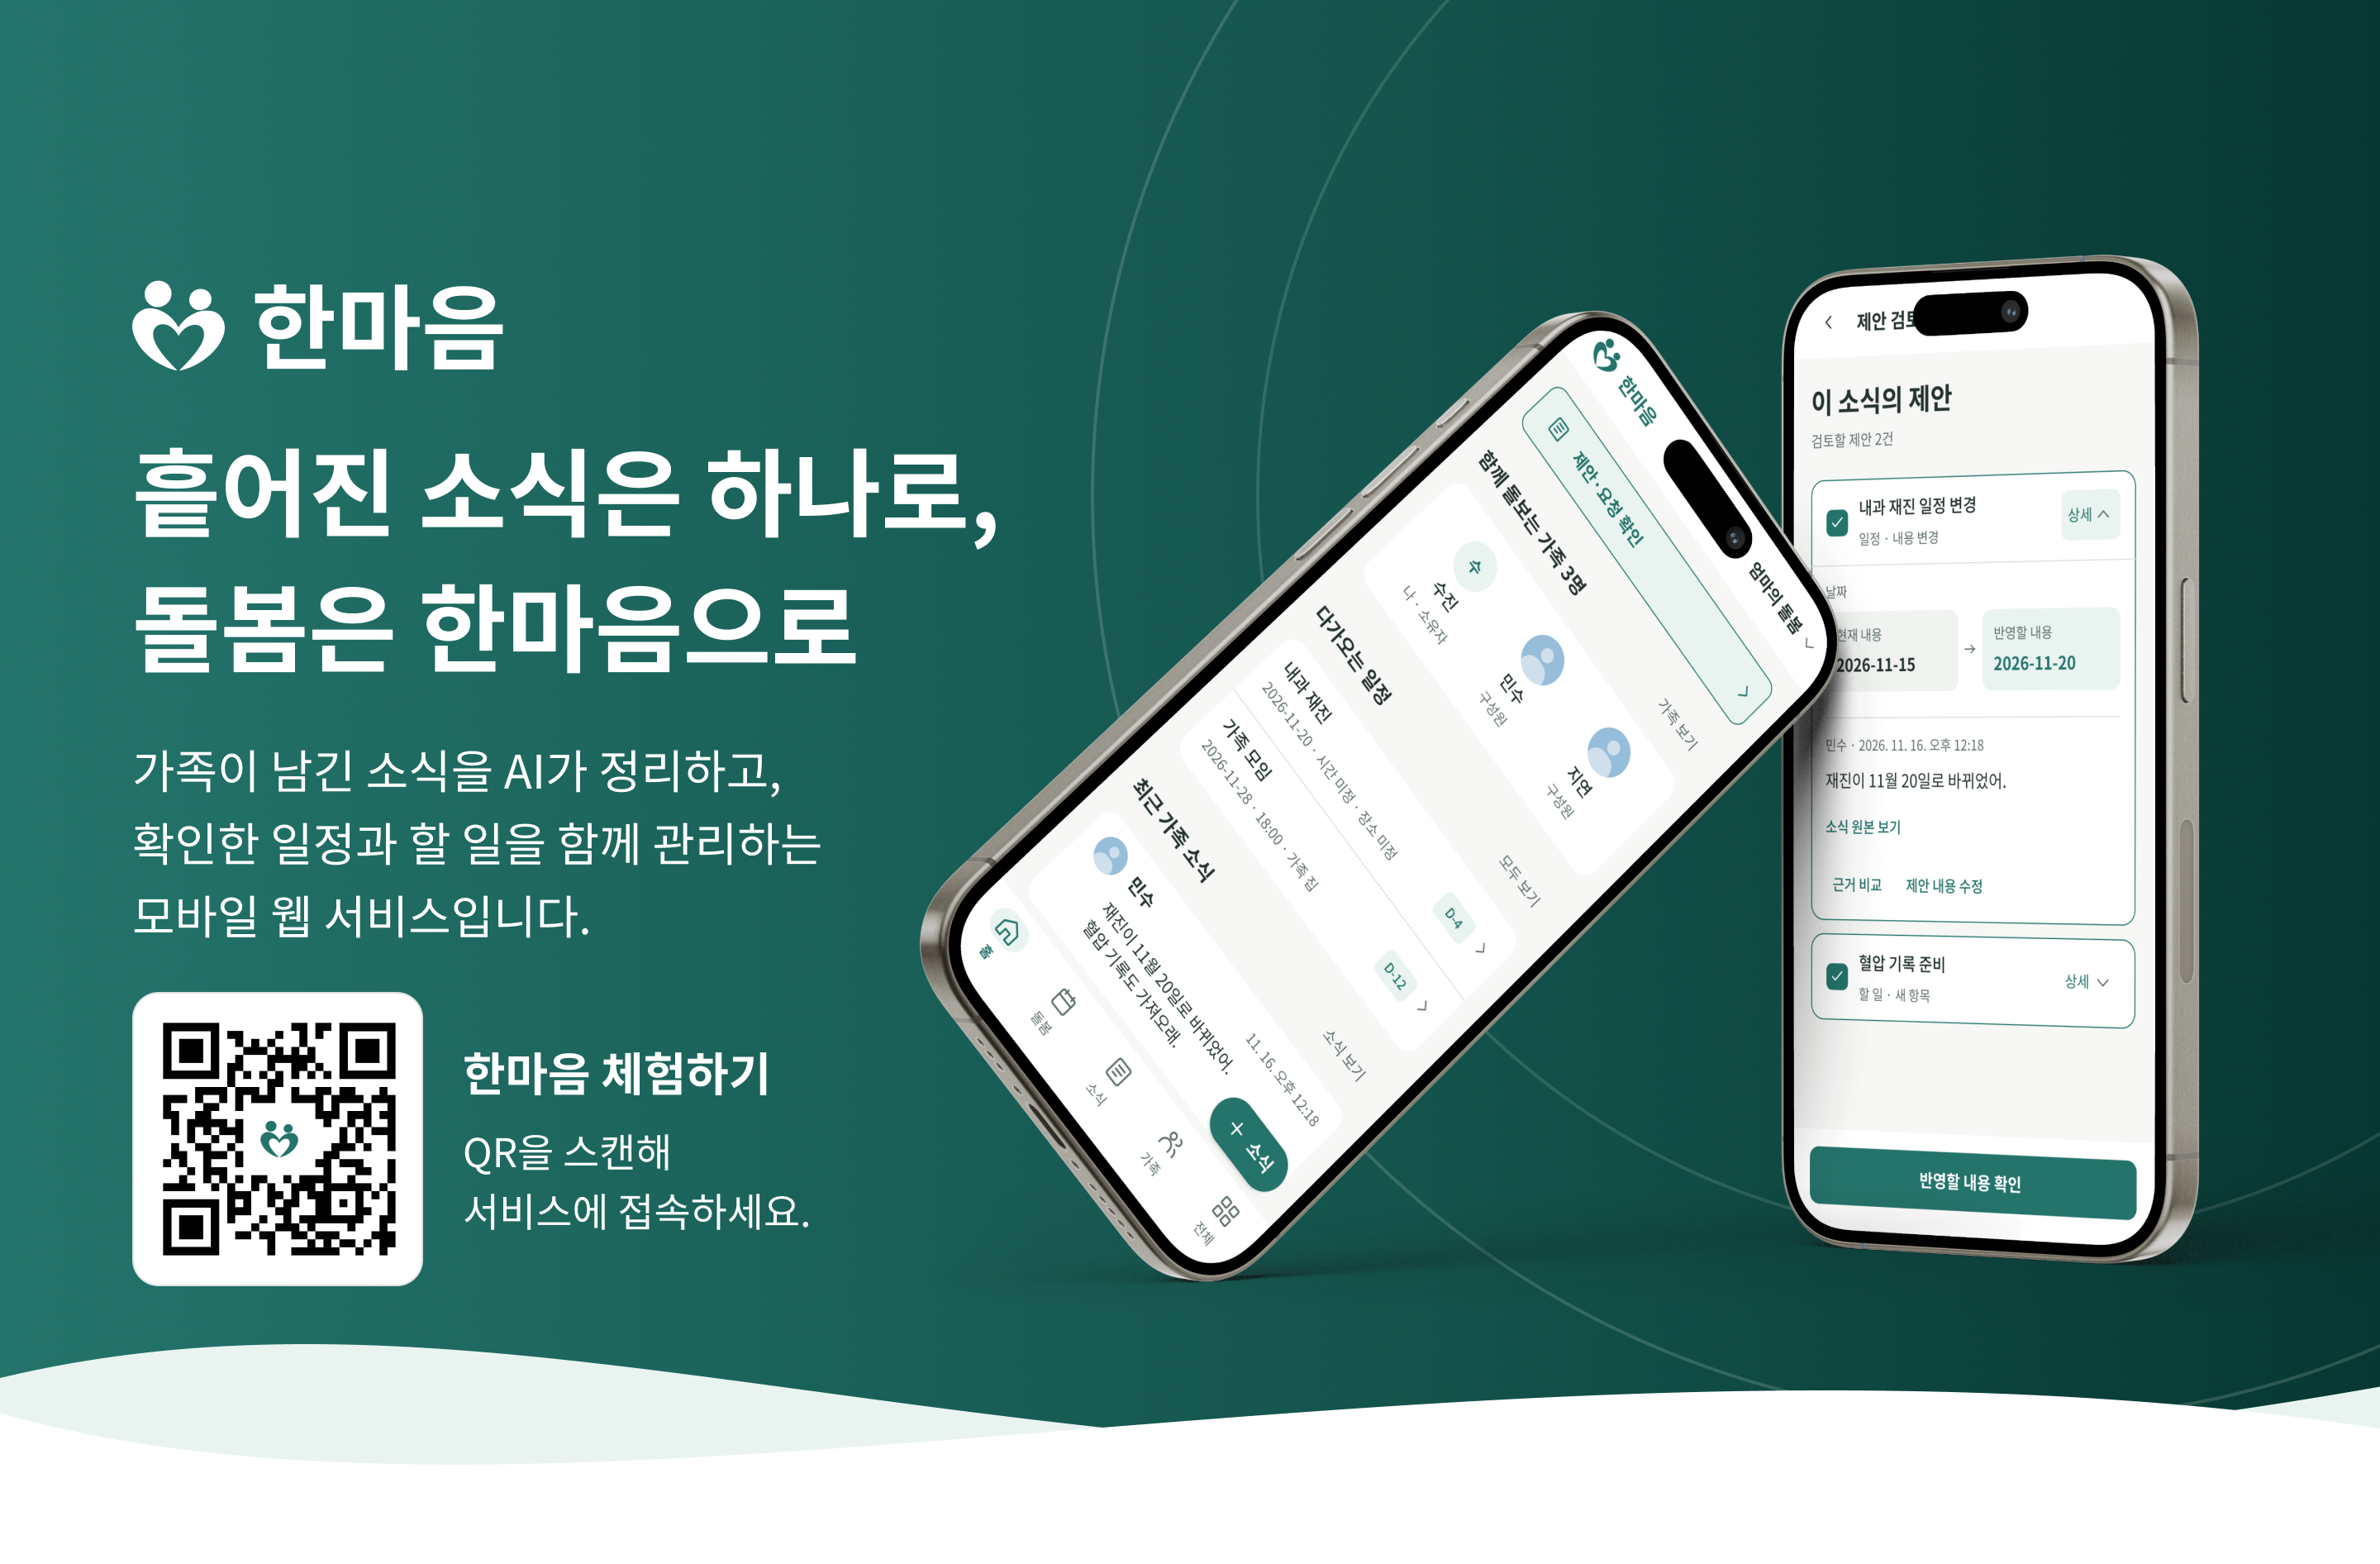 한마음
흩어진 소식은 하나로,
돌봄은 한마음으로
가족이 남긴 소식을 AI가 정리하고,
확인한 일정과 할 일을 함께 관리하는
모바일 웹 서비스입니다.
한마음 체험하기
QR을 스캔해
서비스에 접속하세요.
한마음
엄마의 돌봄
제안·요청 확인
함께 돌보는 가족 3명
가족 보기
수
수진
나 · 소유자
민수
구성원
지연
구성원
다가오는 일정
모두 보기
내과 재진
2026-11-20 · 시간 미정 · 장소 미정
D-4
가족 모임
2026-11-28 · 18:00 · 가족 집
D-12
최근 가족 소식
소식 보기
민수
11. 16. 오후 12:18
재진이 11월 20일로 바뀌었어.
혈압 기록도 가져오래.
+ 소식
홈
돌봄
소식
가족
전체
제안 검토
이 소식의 제안
검토할 제안 2건
내과 재진 일정 변경
일정 · 내용 변경
상세
날짜
현재 내용
2026-11-15
→
반영할 내용
2026-11-20
민수 · 2026. 11. 16. 오후 12:18
재진이 11월 20일로 바뀌었어.
소식 원본 보기
근거 비교 제안 내용 수정
혈압 기록 준비
할 일 · 새 항목
상세
반영할 내용 확인